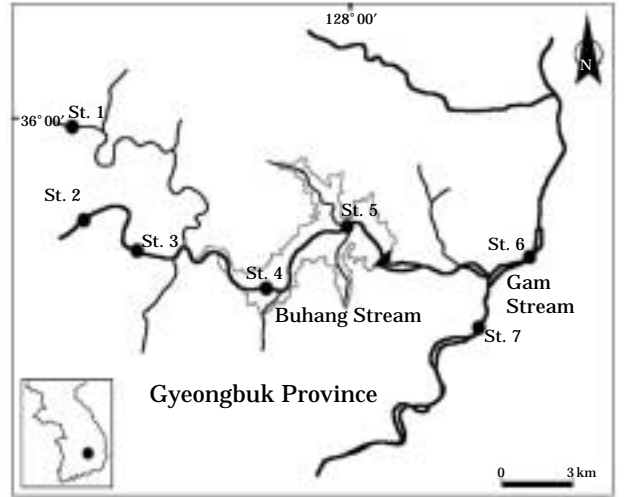 128°00′
N
36°00′
St. 1
St. 2
St. 3
St. 4
St. 5
St. 6
Gam
Stream
Buhang Stream
St. 7
Gyeongbuk Province
0 3 km